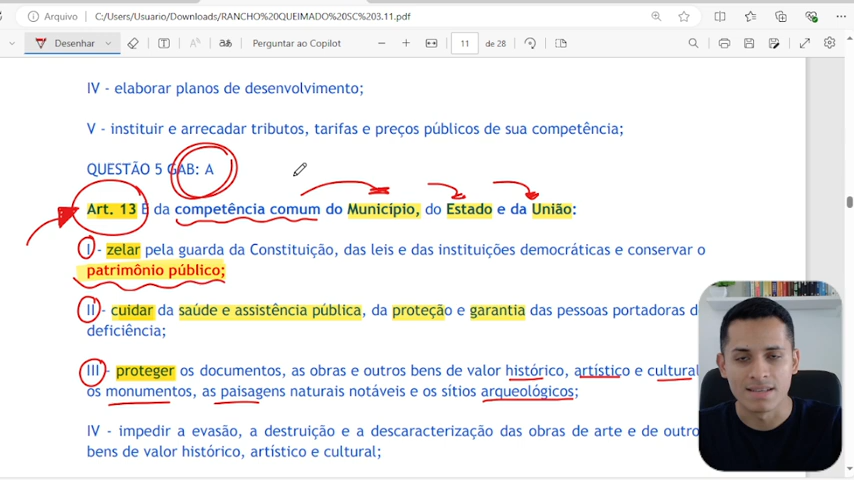 Arquivo C:/Users/Usuario/Downloads/RANCHO%20QUEIMADO%20SC%203.11.pdf
Desenhar Perguntar ao Copilot 11 de 28
IV - elaborar planos de desenvolvimento;
V - instituir e arrecadar tributos, tarifas e preços públicos de sua competência;
QUESTÃO 5 GAB: A
Art. 13 É da competência comum do Município, do Estado e da União:
I - zelar pela guarda da Constituição, das leis e das instituições democráticas e conservar o
patrimônio público;
II - cuidar da saúde e assistência pública, da proteção e garantia das pessoas portadoras d
deficiência;
III - proteger os documentos, as obras e outros bens de valor histórico, artístico e cultural
os monumentos, as paisagens naturais notáveis e os sítios arqueológicos;
IV - impedir a evasão, a destruição e a descaracterização das obras de arte e de outro
bens de valor histórico, artístico e cultural;